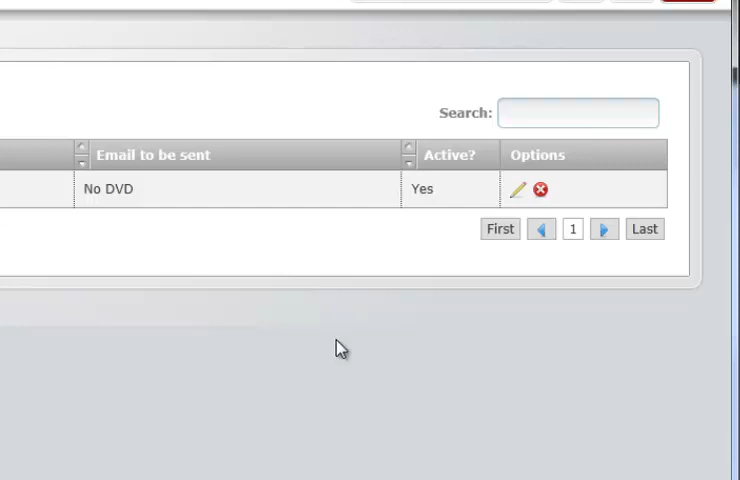 Search:
Email to be sent Active? Options
No DVD Yes
First 1 Last